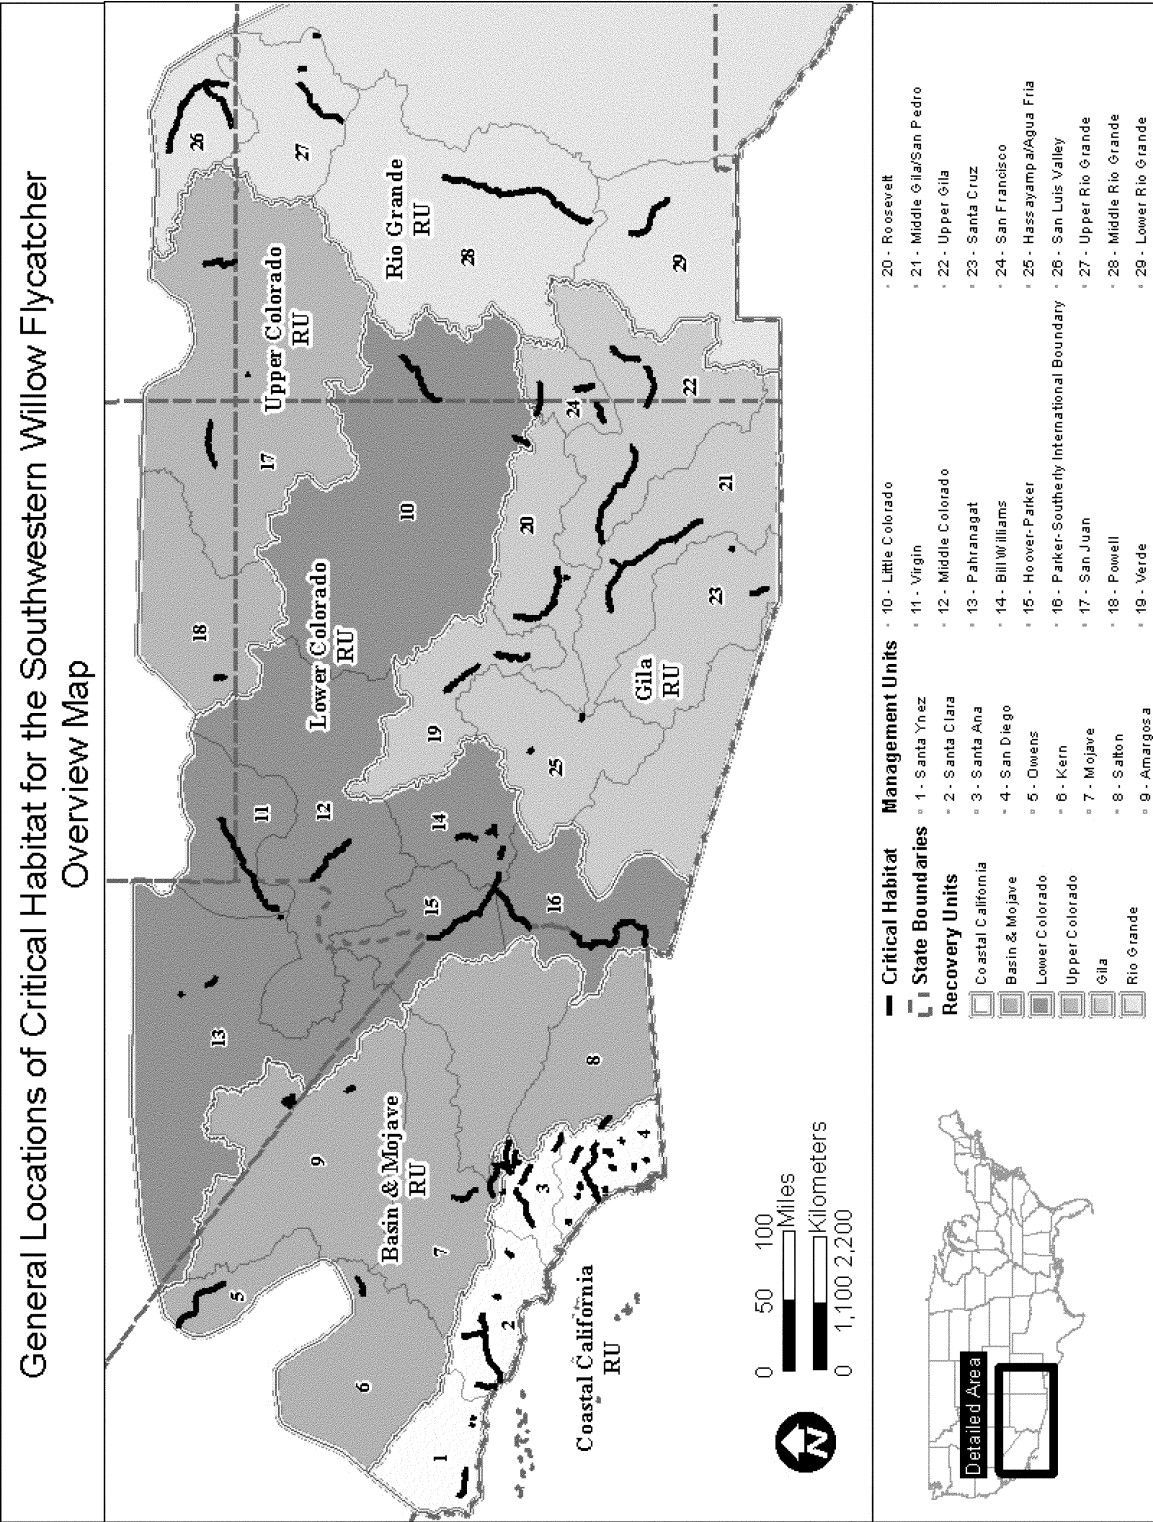 General Locations of Critical Habitat for the Southwestern Willow Flycatcher
Overview Map
26
27
Rio Grande
RU
28
29
Upper Colorado
RU
17
18
10
Lower Colorado
RU
11
12
13
14
15
16
20
24
22
21
19
23
25
Gila
RU
9
Basin & Mojave
RU
5
6
7
8
1
2
3
4
Coastal California
RU
N
0 50 100
Miles
Kilometers
0 1,100 2,200
Detailed Area
Critical Habitat
State Boundaries
Recovery Units
Coastal California
Basin & Mojave
Lower Colorado
Upper Colorado
Gila
Rio Grande
Management Units
1 - Santa Ynez
2 - Santa Clara
3 - Santa Ana
4 - San Diego
5 - Owens
6 - Kern
7 - Mojave
8 - Salton
9 - Amargosa
10 - Little Colorado
11 - Virgin
12 - Middle Colorado
13 - Pahranagat
14 - Bill Williams
15 - Hoover-Parker
16 - Parker-Southerly International Boundary
17 - San Juan
18 - Powell
19 - Verde
20 - Roosevelt
21 - Middle Gila/San Pedro
22 - Upper Gila
23 - Santa Cruz
24 - San Francisco
25 - Hassayampa/Agua Fria
26 - San Luis Valley
27 - Upper Rio Grande
28 - Middle Rio Grande
29 - Lower Rio Grande